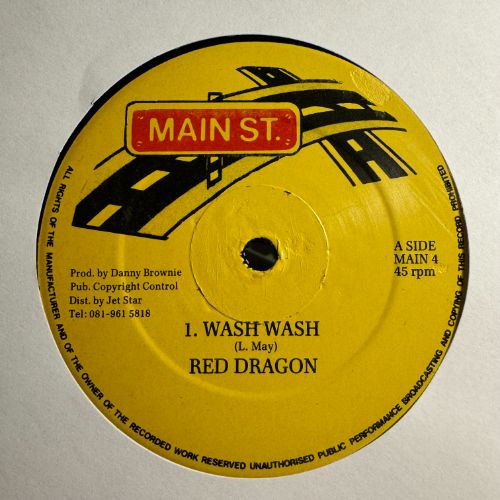 MAIN ST.
A SIDE
MAIN 4
45 rpm
Prod. by Danny Brownie
Pub. Copyright Control
Dist. by Jet Star
Tel: 081-961 5818
1. WASH WASH
(L. May)
RED DRAGON
ALL RIGHTS OF THE MANUFACTURER AND OF THE OWNER OF THE RECORDED WORK RESERVED UNAUTHORISED PUBLIC PERFORMANCE BROADCASTING AND COPYING OF THIS RECORD PROHIBITED